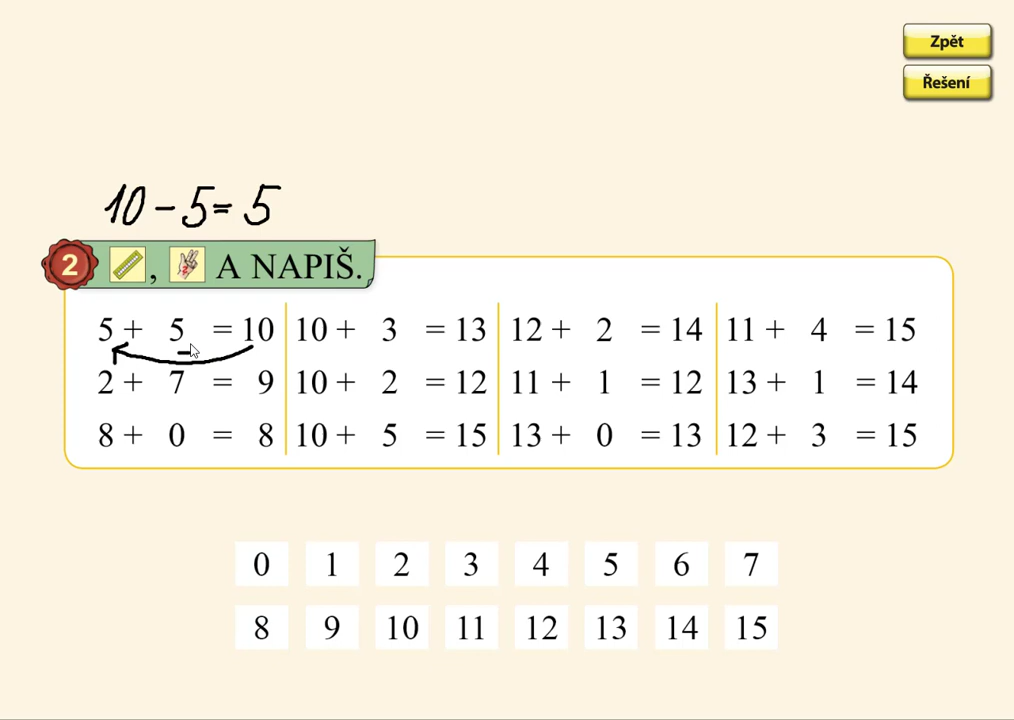 Zpět
Řešení
10 - 5 = 5
2 , A NAPIŠ.
5 + 5 = 10 10 + 3 = 13 12 + 2 = 14 11 + 4 = 15
2 + 7 = 9 10 + 2 = 12 11 + 1 = 12 13 + 1 = 14
8 + 0 = 8 10 + 5 = 15 13 + 0 = 13 12 + 3 = 15
0 1 2 3 4 5 6 7
8 9 10 11 12 13 14 15